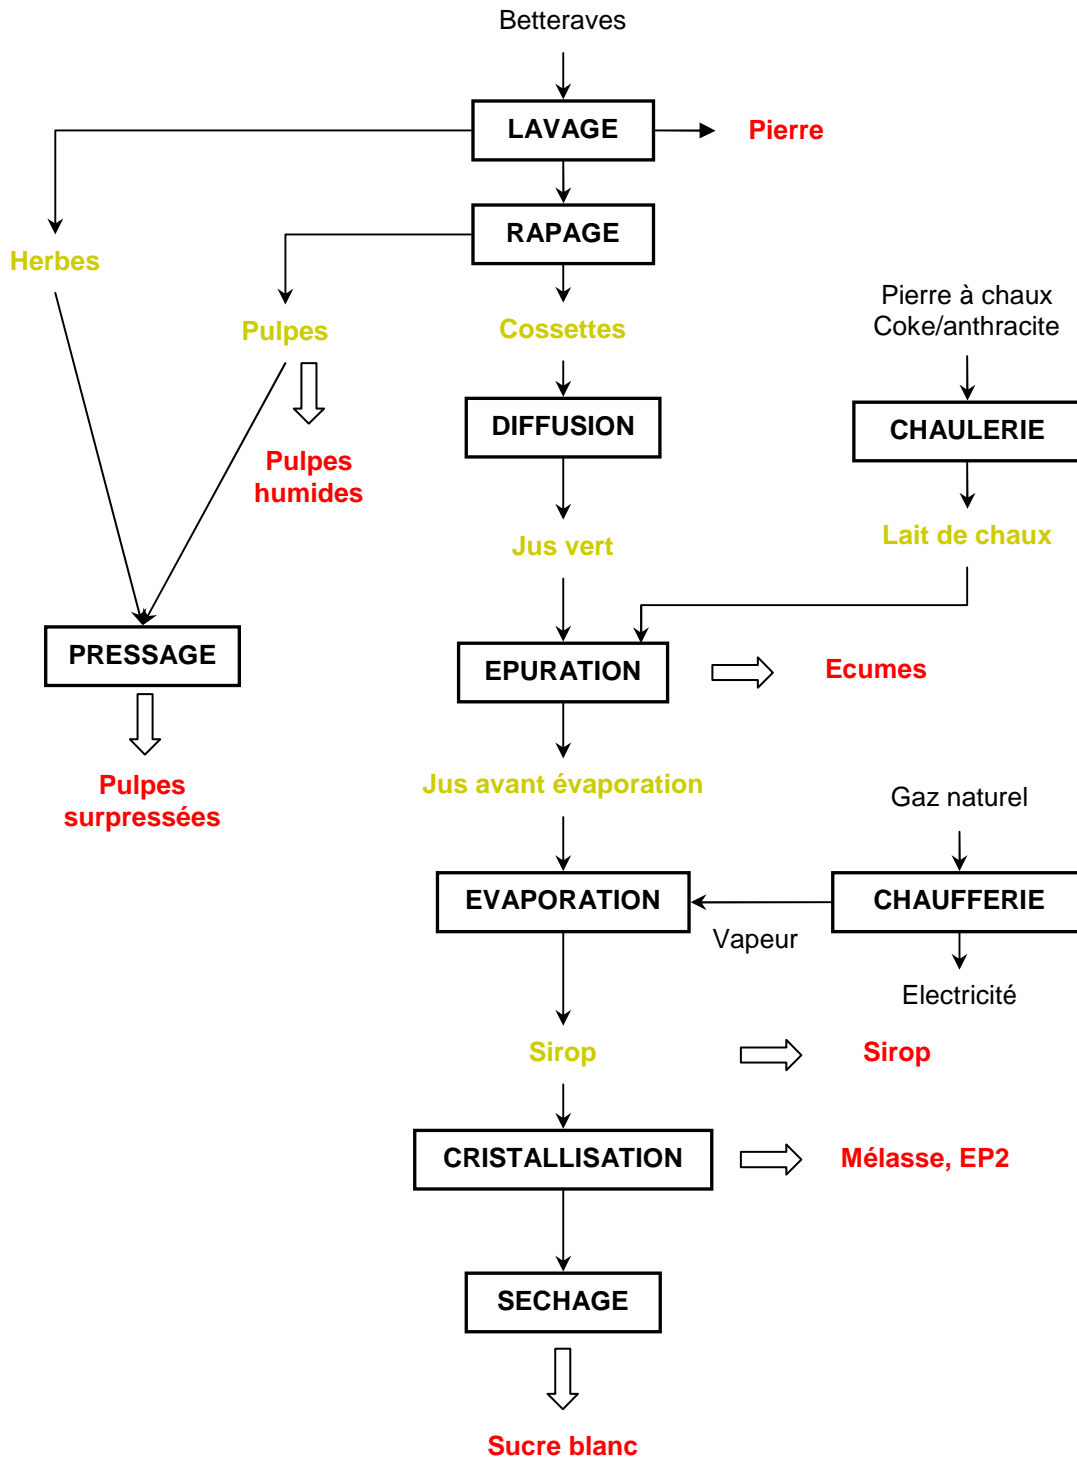 Betteraves
LAVAGE
Pierre
RAPAGE
Herbes
Pierre à chaux
Coke/anthracite
Pulpes
Cossettes
DIFFUSION
CHAULERIE
Pulpes
humides
Jus vert
Lait de chaux
PRESSAGE
EPURATION
Ecumes
Pulpes
surpressées
Jus avant évaporation
Gaz naturel
EVAPORATION
CHAUFFERIE
Vapeur
Electricité
Sirop
Sirop
CRISTALLISATION
Mélasse, EP2
SECHAGE
Sucre blanc